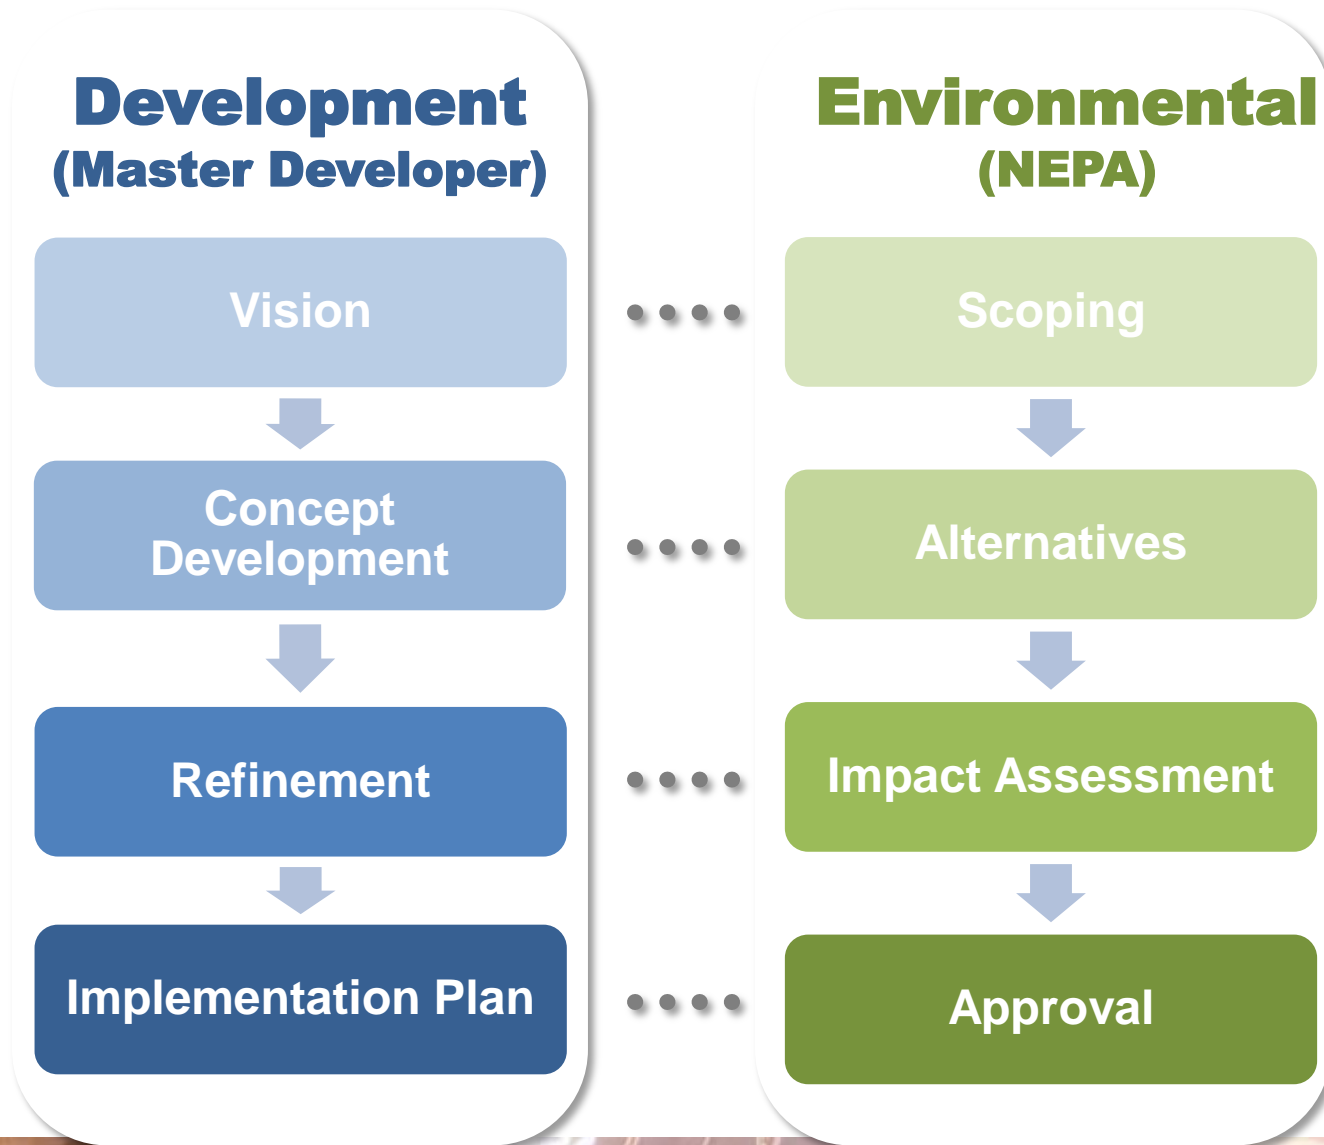 Development
(Master Developer)
Vision
Concept
Development
Refinement
Implementation Plan
Environmental
(NEPA)
Scoping
Alternatives
Impact Assessment
Approval